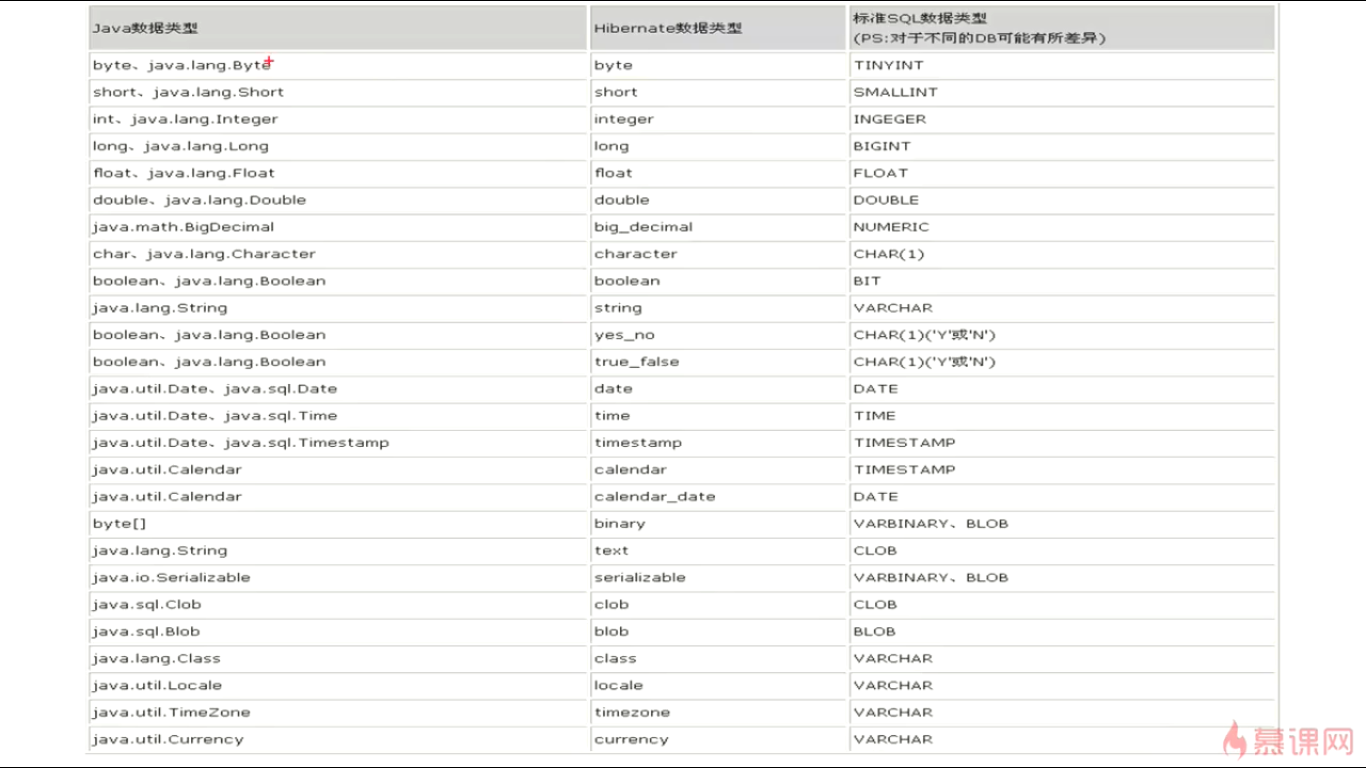 Java数据类型 Hibernate数据类型 标准SQL数据类型
(PS:对于不同的DB可能有所差异)
byte、java.lang.Byte byte TINYINT
short、java.lang.Short short SMALLINT
int、java.lang.Integer integer INGEGER
long、java.lang.Long long BIGINT
float、java.lang.Float float FLOAT
double、java.lang.Double double DOUBLE
java.math.BigDecimal big_decimal NUMERIC
char、java.lang.Character character CHAR(1)
boolean、java.lang.Boolean boolean BIT
java.lang.String string VARCHAR
boolean、java.lang.Boolean yes_no CHAR(1)('Y'或'N')
boolean、java.lang.Boolean true_false CHAR(1)('Y'或'N')
java.util.Date、java.sql.Date date DATE
java.util.Date、java.sql.Time time TIME
java.util.Date、java.sql.Timestamp timestamp TIMESTAMP
java.util.Calendar calendar TIMESTAMP
java.util.Calendar calendar_date DATE
byte[] binary VARBINARY、BLOB
java.lang.String text CLOB
java.io.Serializable serializable VARBINARY、BLOB
java.sql.Clob clob CLOB
java.sql.Blob blob BLOB
java.lang.Class class VARCHAR
java.util.Locale locale VARCHAR
java.util.TimeZone timezone VARCHAR
java.util.Currency currency VARCHAR
慕课网